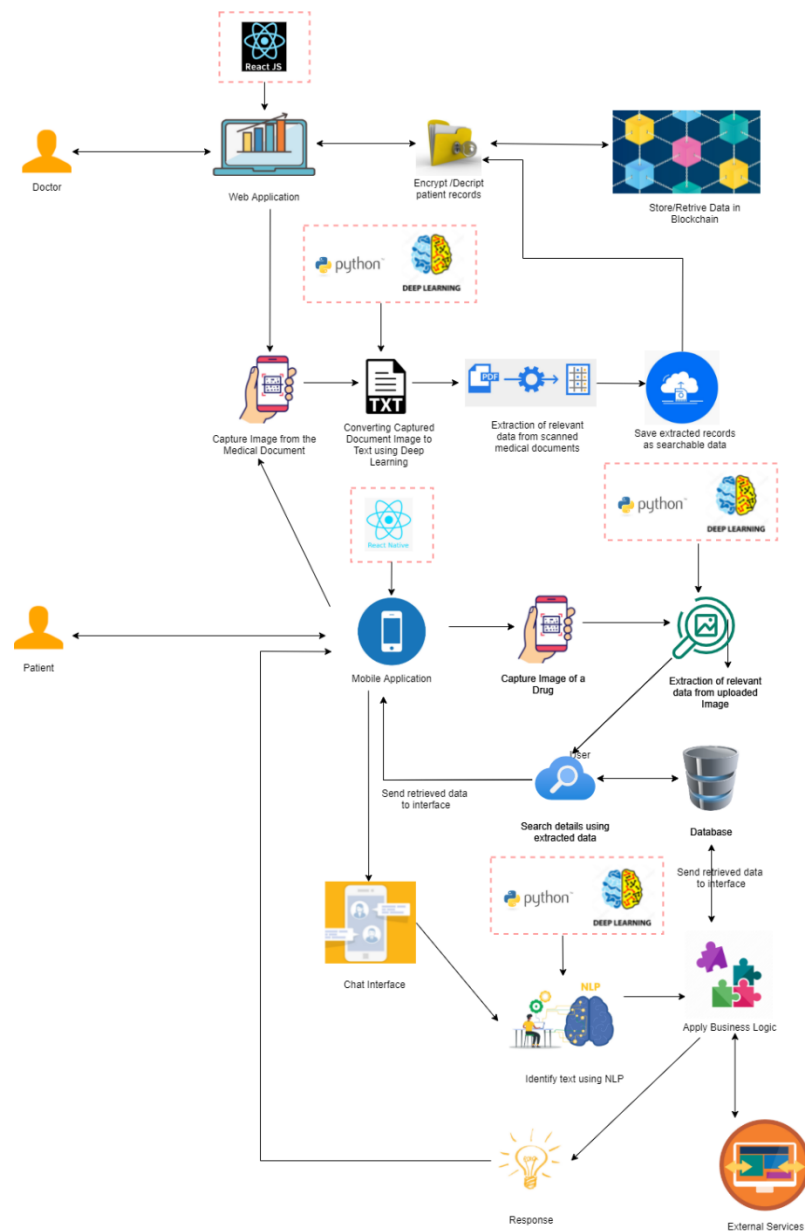 React JS
Doctor
Web Application
Encrypt /Decript
patient records
Store/Retrive Data in
Blockchain
python™
DEEP LEARNING
TXT
PDF
Capture Image from the
Medical Document
Converting Captured
Document Image to
Text using Deep
Learning
Extraction of relevant
data from scanned
medical documents
Save extracted records
as searchable data
python™
DEEP LEARNING
React Native
Patient
Mobile Application
Capture Image of a
Drug
Extraction of relevant
data from uploaded
Image
User
Send retrieved data
to interface
Search details using
extracted data
Database
Send retrieved data
to interface
python™
DEEP LEARNING
Chat Interface
NLP
Identify text using NLP
Apply Business Logic
Response
External Services